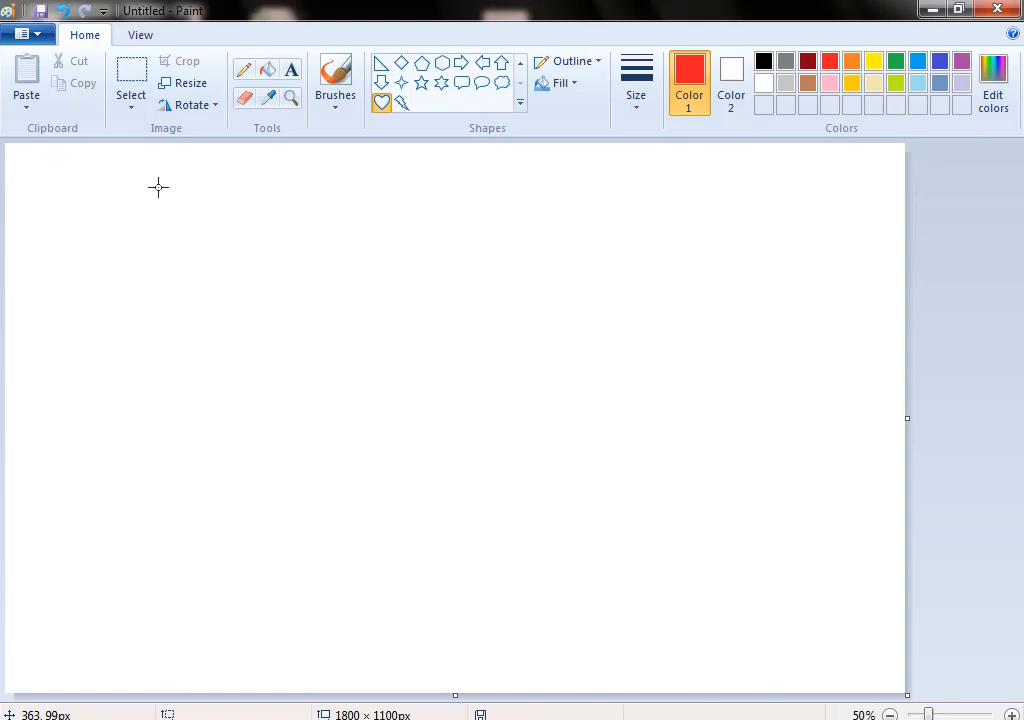 Untitled - Paint
Home
View
Paste
Cut
Copy
Clipboard
Select
Crop
Resize
Rotate
Image
A
Tools
Brushes
Outline
Fill
Shapes
Size
Color
1
Color
2
Edit
colors
Colors
363, 99px
1800 × 1100px
50%